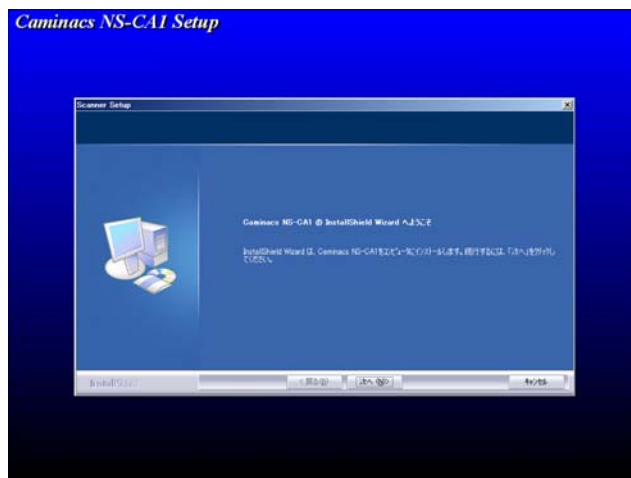 Caminacs NS-CA1 Setup
Scanner Setup
Caminacs NS-CA1 の InstallShield Wizard へようこそ
InstallShield Wizard は、Caminacs NS-CA1をコンピュータにインストールします。続行するには、「次へ」をクリックし
てください。
InstallShield
< 戻る(B)
次へ (N)>
キャンセル